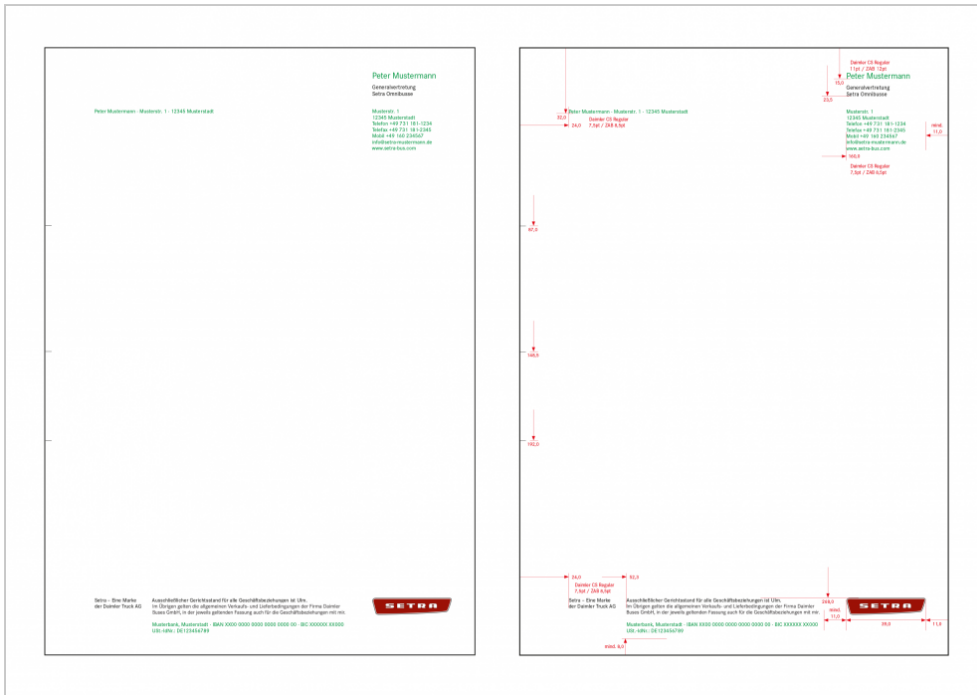 Peter Mustermann
Generalvertretung
Setra Omnibusse
Peter Mustermann · Musterstr. 1 · 12345 Musterstadt
Musterstr. 1
12345 Musterstadt
Telefon +49 731 181-1234
Telefax +49 731 181-2345
Mobil +49 160 234567
info@setra-mustermann.de
www.setra-bus.com
Setra – Eine Marke
der Daimler Truck AG
Ausschließlicher Gerichtsstand für alle Geschäftsbeziehungen ist Ulm.
Im Übrigen gelten die allgemeinen Verkaufs- und Lieferbedingungen der Firma Daimler
Buses GmbH, in der jeweils geltenden Fassung auch für die Geschäftsbeziehungen mit mir.
SETRA
Musterbank, Musterstadt · IBAN XX00 0000 0000 0000 0000 00 · BIC XXXXXX XXXXX
USt.-IdNr.: DE123456789
Daimler CS Regular
11pt / ZAB 12pt
15,0
Peter Mustermann
Generalvertretung
Setra Omnibusse
23,0
32,0
Peter Mustermann · Musterstr. 1 · 12345 Musterstadt
24,0
Daimler CS Regular
7,5pt / ZAB 8,5pt
Musterstr. 1
12345 Musterstadt
Telefon +49 731 181-1234
Telefax +49 731 181-2345
Mobil +49 160 234567
info@setra-mustermann.de
www.setra-bus.com
mind.
11,0
160,0
Daimler CS Regular
7,5pt / ZAB 8,5pt
87,0
148,5
192,0
24,0
52,0
Daimler CS Regular
7,5pt / ZAB 8,5pt
Setra – Eine Marke
der Daimler Truck AG
Ausschließlicher Gerichtsstand für alle Geschäftsbeziehungen ist Ulm.
Im Übrigen gelten die allgemeinen Verkaufs- und Lieferbedingungen der Firma Daimler
Buses GmbH, in der jeweils geltenden Fassung auch für die Geschäftsbeziehungen mit mir.
SETRA
mind.
11,0
11,0
Musterbank, Musterstadt · IBAN XX00 0000 0000 0000 0000 00 · BIC XXXXXX XXXXX
USt.-IdNr.: DE123456789
mind.